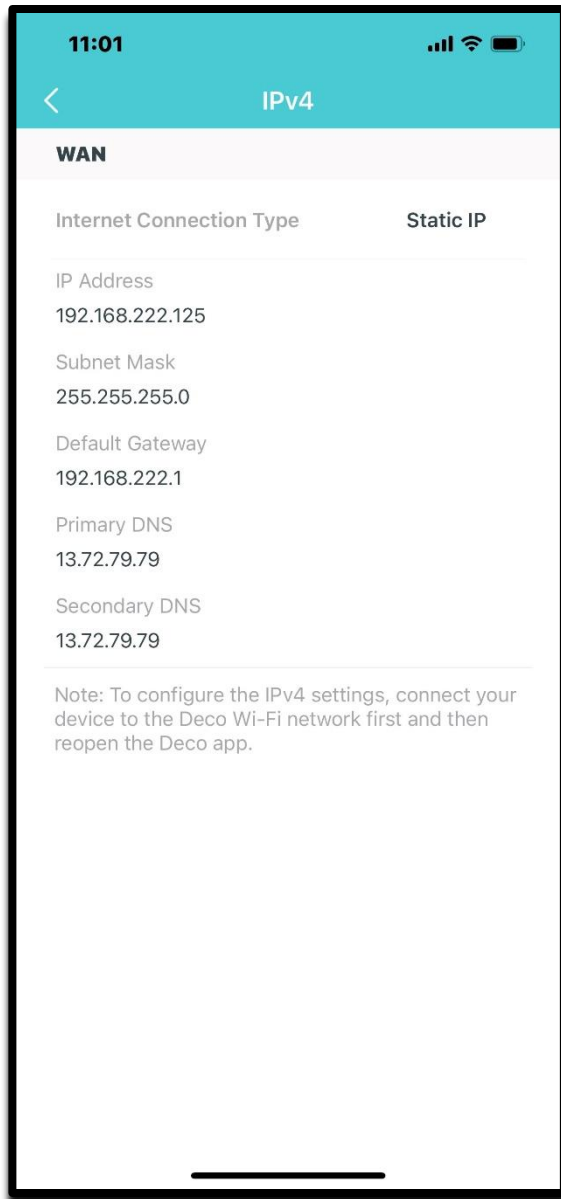 11:01
IPv4
WAN
Internet Connection Type Static IP
IP Address
192.168.222.125
Subnet Mask
255.255.255.0
Default Gateway
192.168.222.1
Primary DNS
13.72.79.79
Secondary DNS
13.72.79.79
Note: To configure the IPv4 settings, connect your
device to the Deco Wi-Fi network first and then
reopen the Deco app.